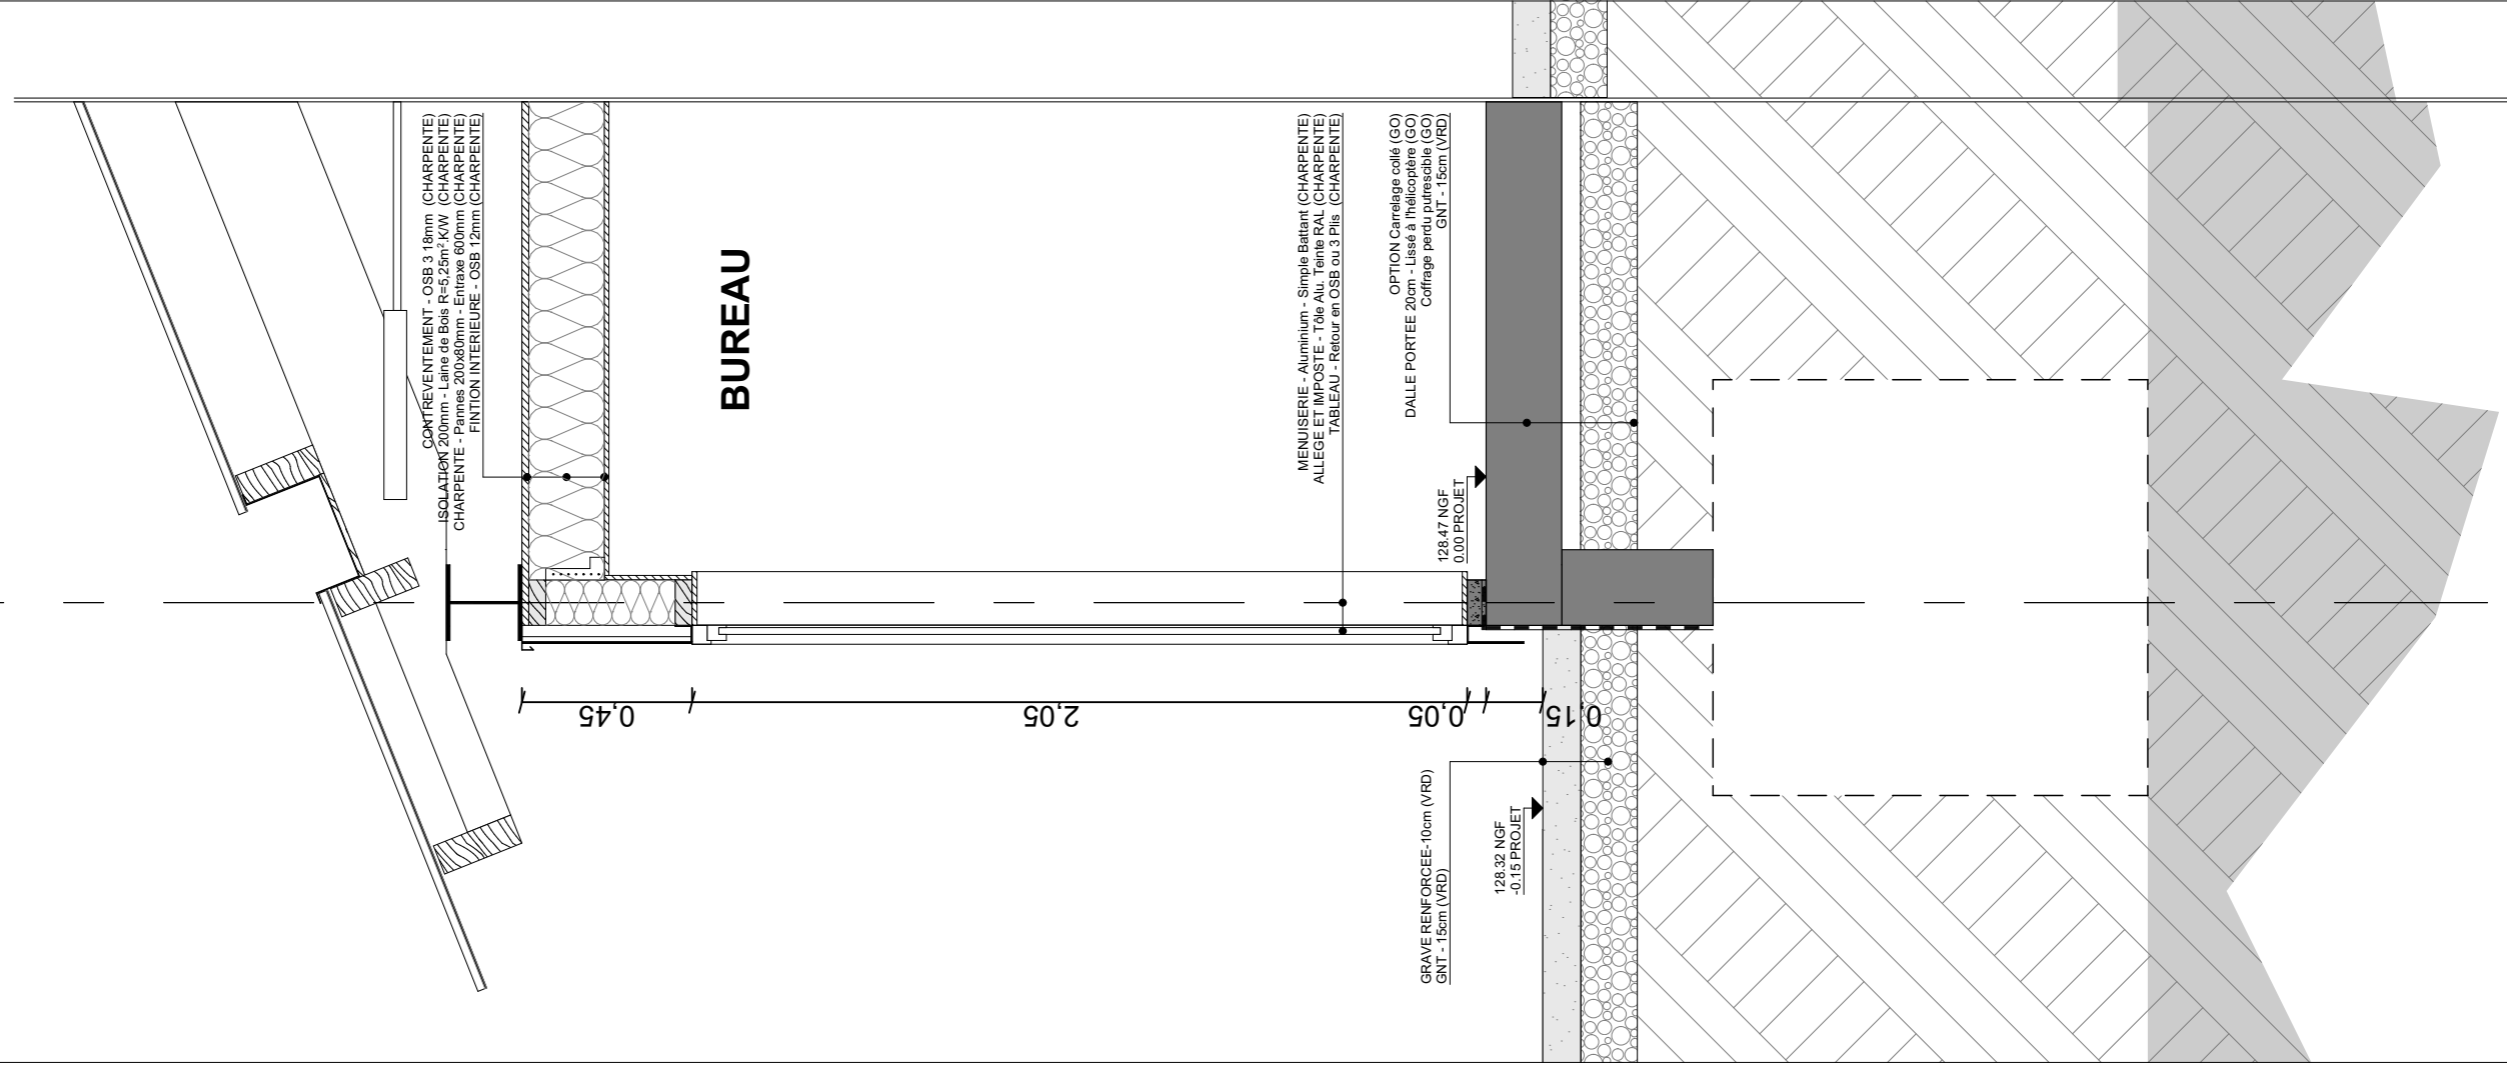 CONTREVENTEMENT - OSB 3 18mm (CHARPENTE)
ISOLATION 200mm - Laine de Bois R=5,25m².K/W (CHARPENTE)
CHARPENTE - Pannes 200x80mm - Entraxe 600mm (CHARPENTE)
FINTION INTERIEURE - OSB 12mm (CHARPENTE)
BUREAU
MENUISERIE - Aluminium - Simple Battant (CHARPENTE)
ALLEGE ET IMPOSTE - Tôle Alu. Teinte RAL (CHARPENTE)
TABLEAU - Retour en OSB ou 3 Plis (CHARPENTE)
OPTION Carrelage collé (GO)
DALLE PORTEE 20cm - Lissé à l'hélicoptère (GO)
Coffrage perdu putrescible (GO)
GNT - 15cm (VRD)
128.47 NGF
0.00 PROJET
0,45
2,05
0,05
0,15
GRAVE RENFORCEE-10cm (VRD)
GNT - 15cm (VRD)
128.32 NGF
-0.15 PROJET